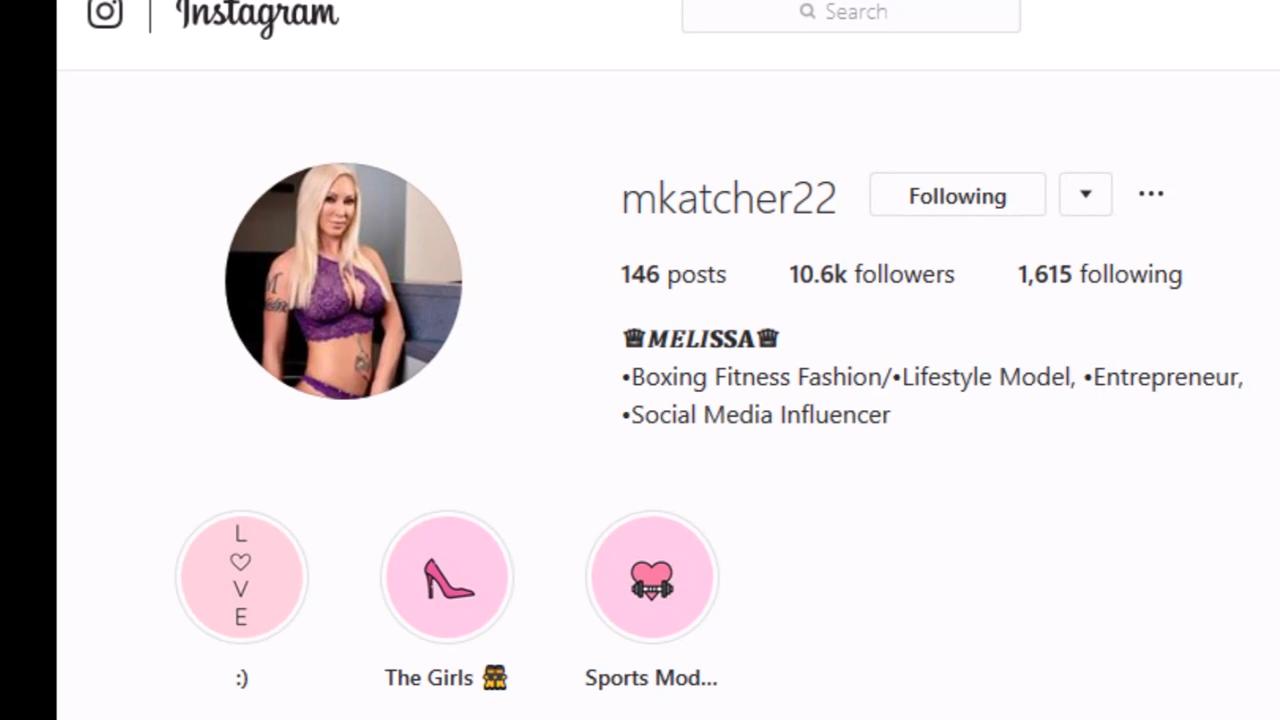 Instagram
Search
mkatcher22 Following
146 posts 10.6k followers 1,615 following
♕MELISSA♕
•Boxing Fitness Fashion/•Lifestyle Model, •Entrepreneur,
•Social Media Influencer
L
♡
V
E
:) The Girls 👯 Sports Mod...